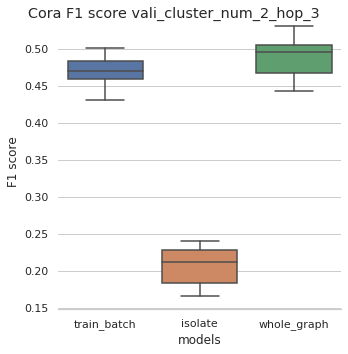 Cora F1 score vali_cluster_num_2_hop_3
0.50
0.45
0.40
0.35
0.30
0.25
0.20
0.15
F1 score
train_batch
isolate
whole_graph
models